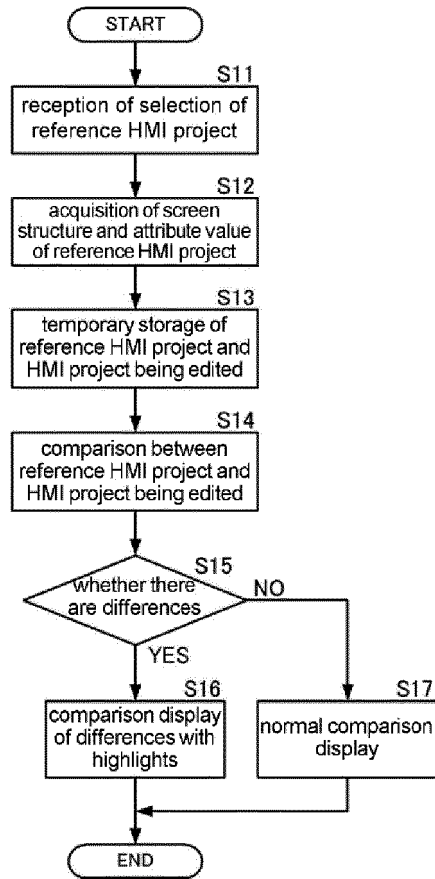 START
S11
reception of selection of
reference HMI project
S12
acquisition of screen
structure and attribute value
of reference HMI project
S13
temporary storage of
reference HMI project and
HMI project being edited
S14
comparison between
reference HMI project and
HMI project being edited
S15
whether there
are differences
NO
YES
S16
comparison display
of differences with
highlights
S17
normal comparison
display
END